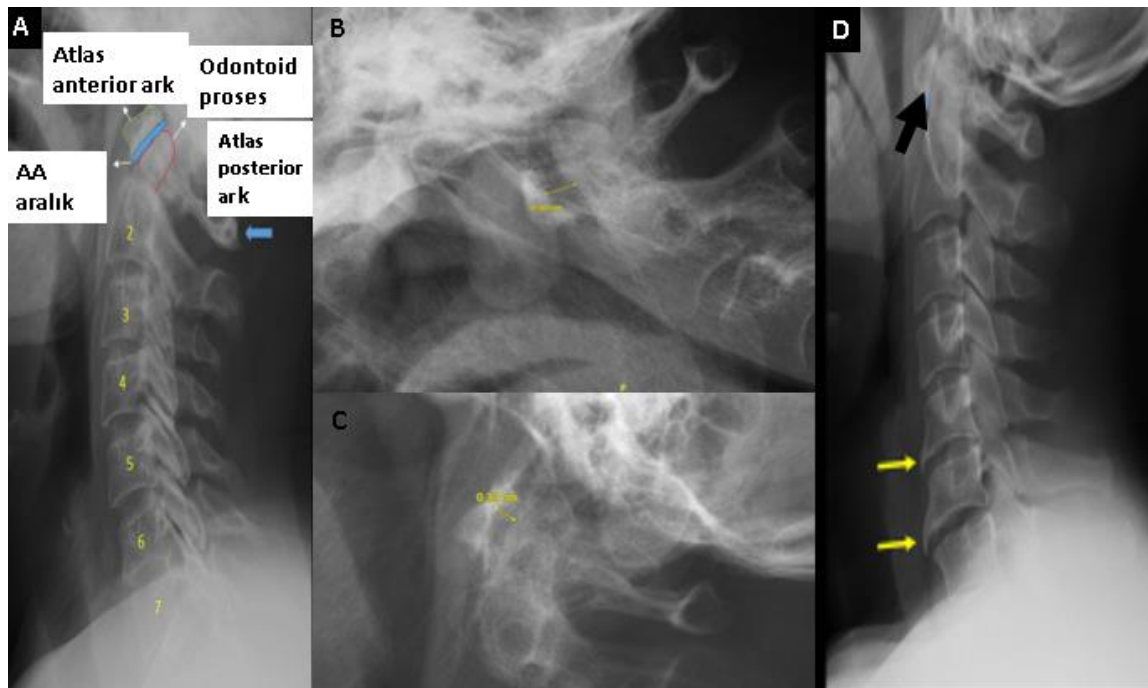 A
Atlas
anterior ark
Odontoid
proses
Atlas
posterior
ark
AA
aralık
2
3
4
5
6
7
B
C
D